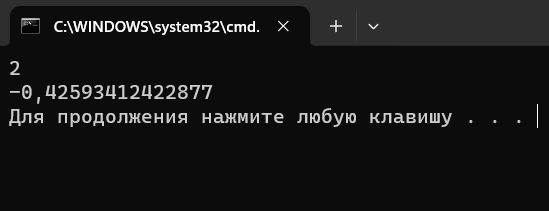 C:\WINDOWS\system32\cmd.
2
-0,42593412422877
Для продолжения нажмите любую клавишу . . .